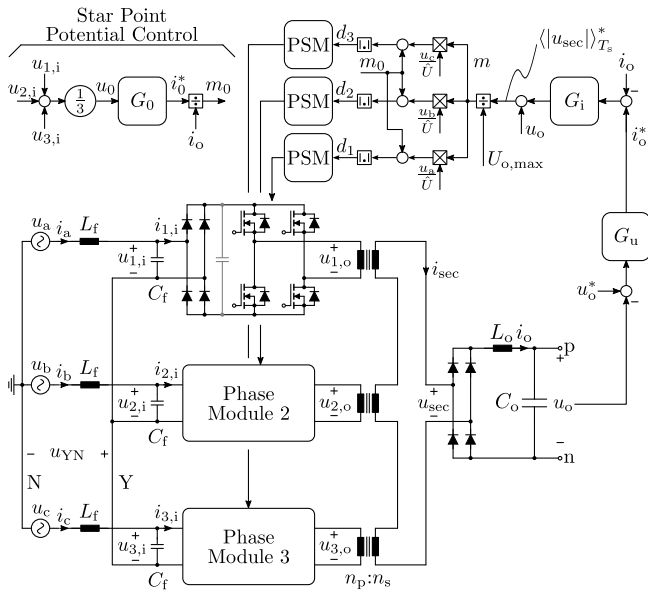 Star Point
Potential Control
u1,i
u2,i
u3,i
1/3
u0
G0
i0*
m0
io
PSM
d3
|.|
uc/Û
m0
PSM
d2
|.|
ub/Û
m
PSM
d1
|.|
ua/Û
Uo,max
⟨|usec|⟩*Ts
uo
Gi
io
io*
Gu
uo*
ua
ia
Lf
i1,i
+
u1,i
−
Cf
+
u1,o
−
isec
ub
ib
Lf
i2,i
+
u2,i
−
Cf
Phase
Module 2
+
u2,o
−
+
usec
−
Lo
io
p
+
Co
uo
−
n
− uYN +
N
Y
uc
ic
Lf
i3,i
+
u3,i
−
Cf
Phase
Module 3
+
u3,o
−
np:ns